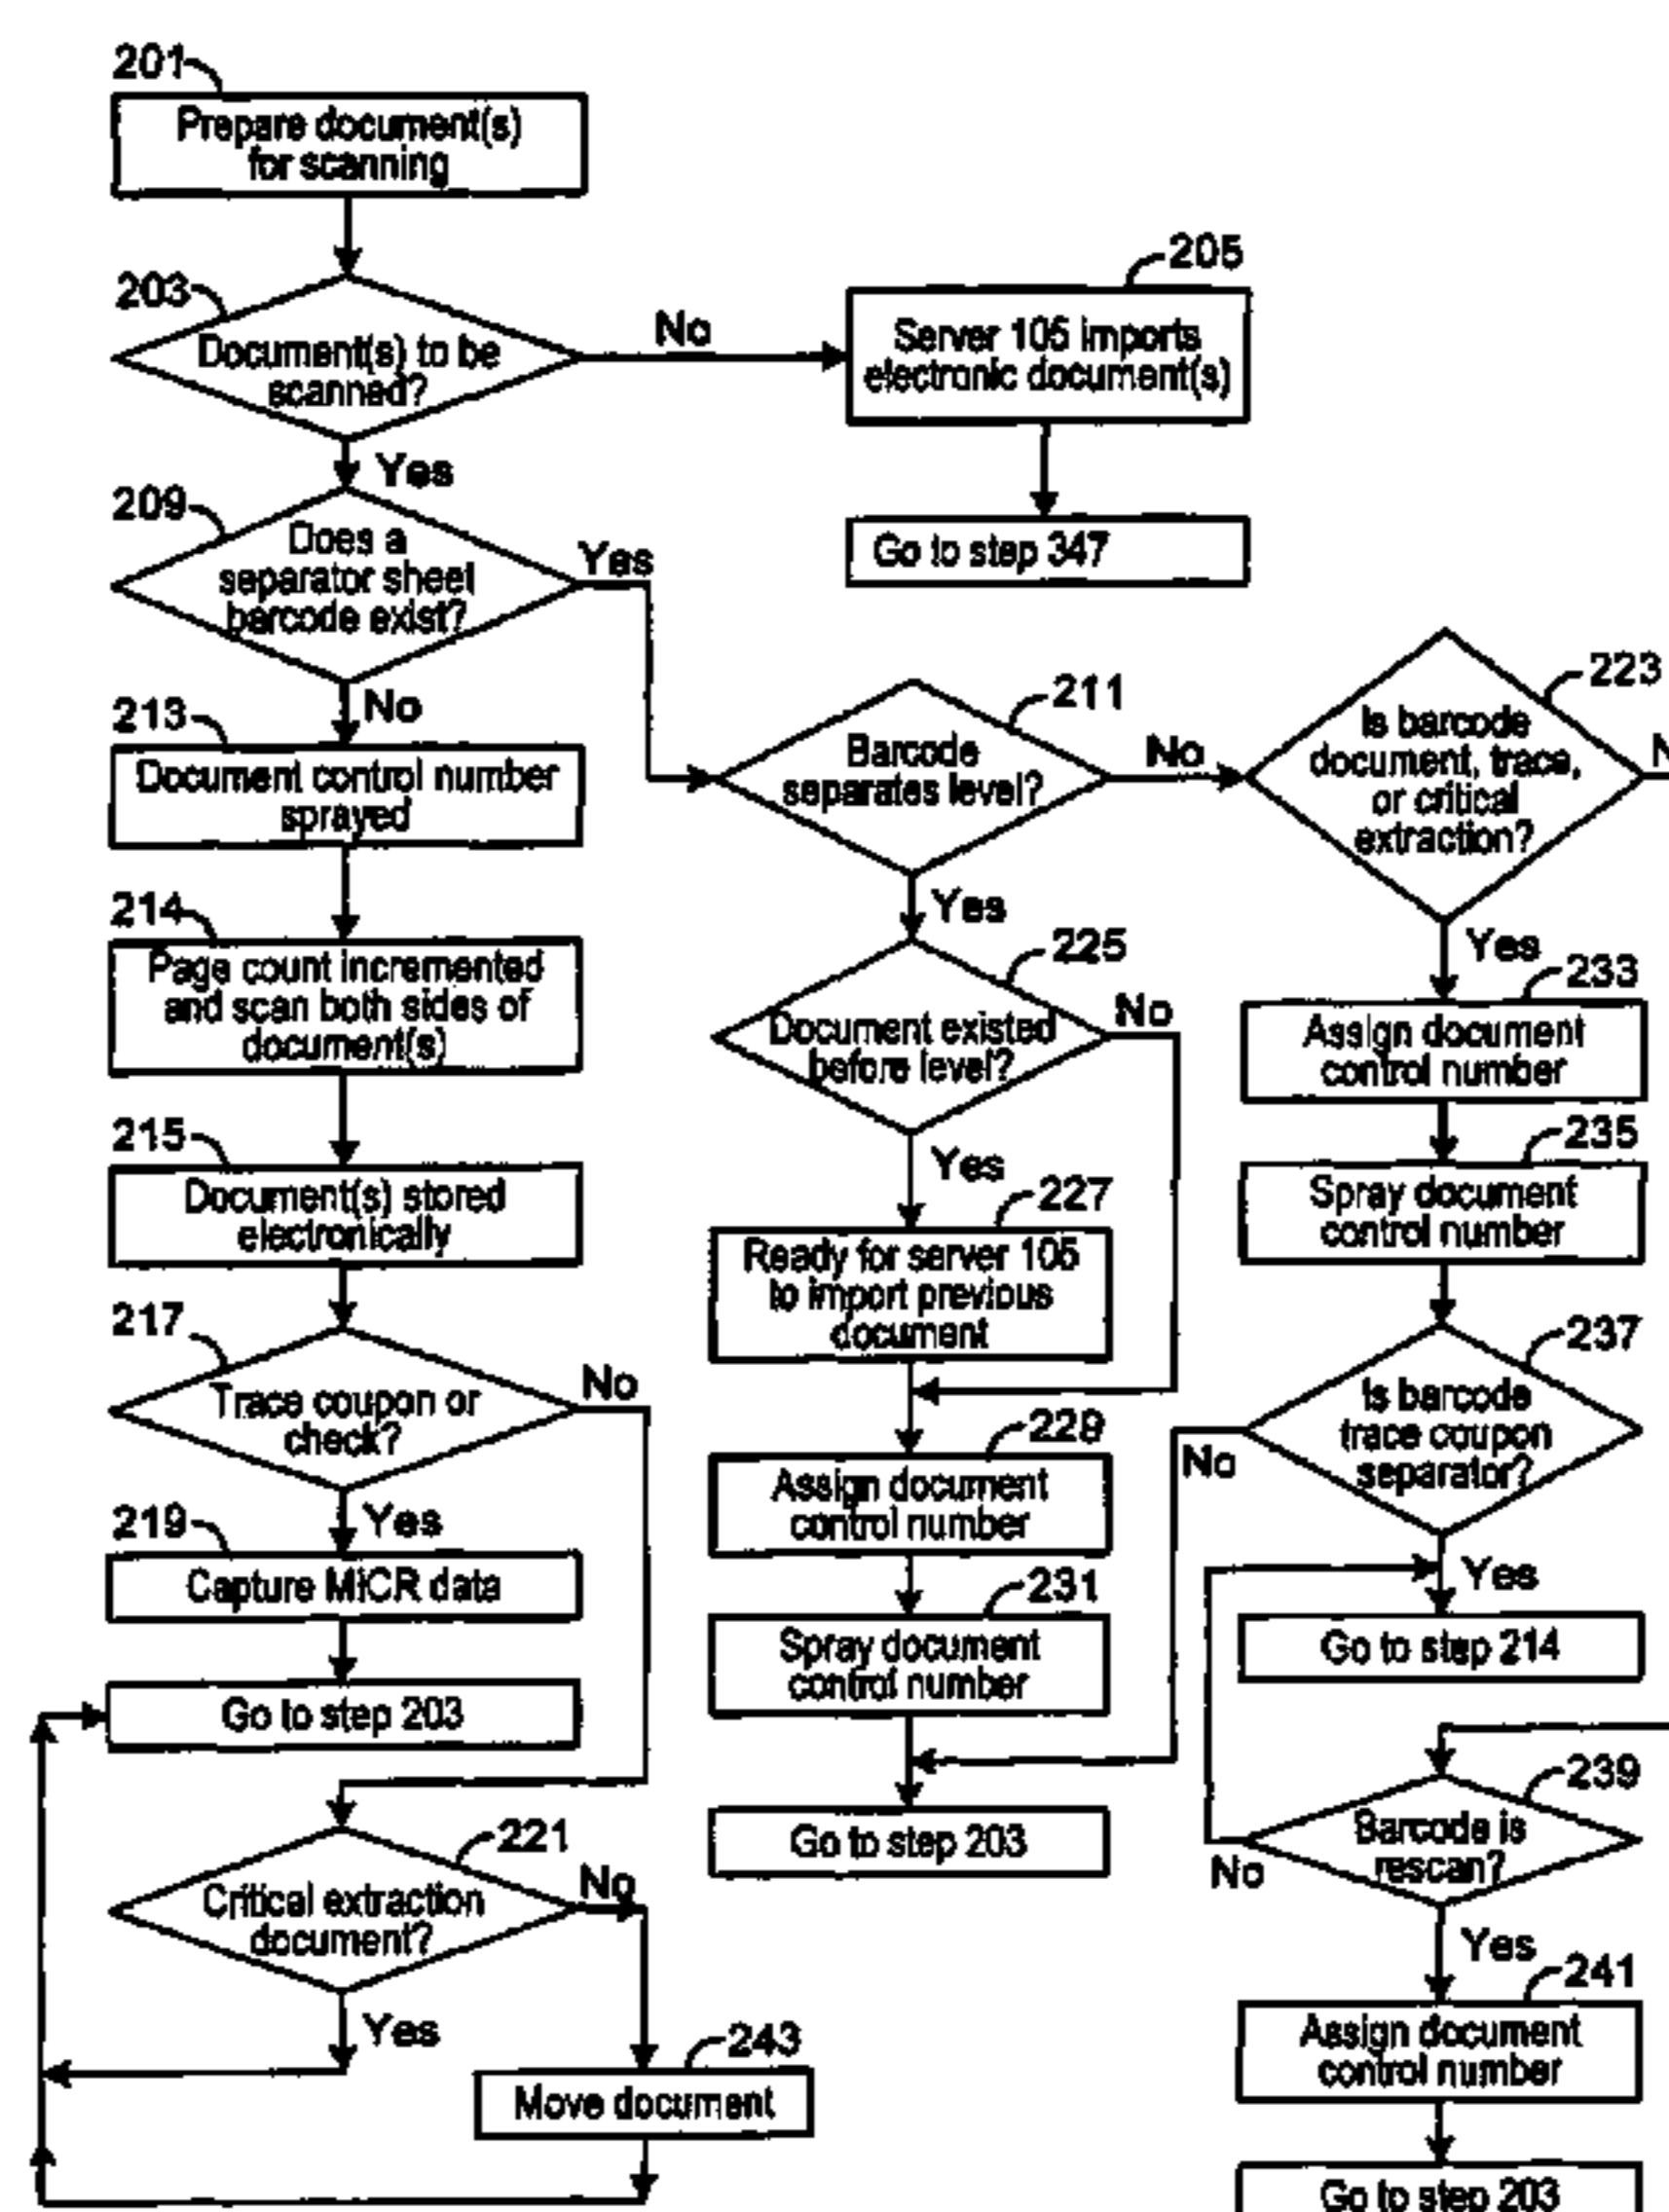 201
Prepare document(s)
for scanning
203
Document(s) to be
scanned?
No
205
Server 105 imports
electronic document(s)
Go to step 347
Yes
209
Does a
separator sheet
barcode exist?
Yes
No
213
Document control number
sprayed
214
Page count incremented
and scan both sides of
document(s)
215
Document(s) stored
electronically
217
Trace coupon or
check?
No
Yes
219
Capture MICR data
Go to step 203
221
Critical extraction
document?
No
Yes
243
Move document
211
Barcode
separates level?
No
Yes
225
Document existed
before level?
No
Yes
227
Ready for server 105
to import previous
document
229
Assign document
control number
231
Spray document
control number
Go to step 203
223
Is barcode
document, trace,
or critical
extraction?
Yes
233
Assign document
control number
235
Spray document
control number
237
Is barcode
trace coupon
separator?
No
Yes
Go to step 214
239
Barcode is
rescan?
No
Yes
241
Assign document
control number
Go to step 203